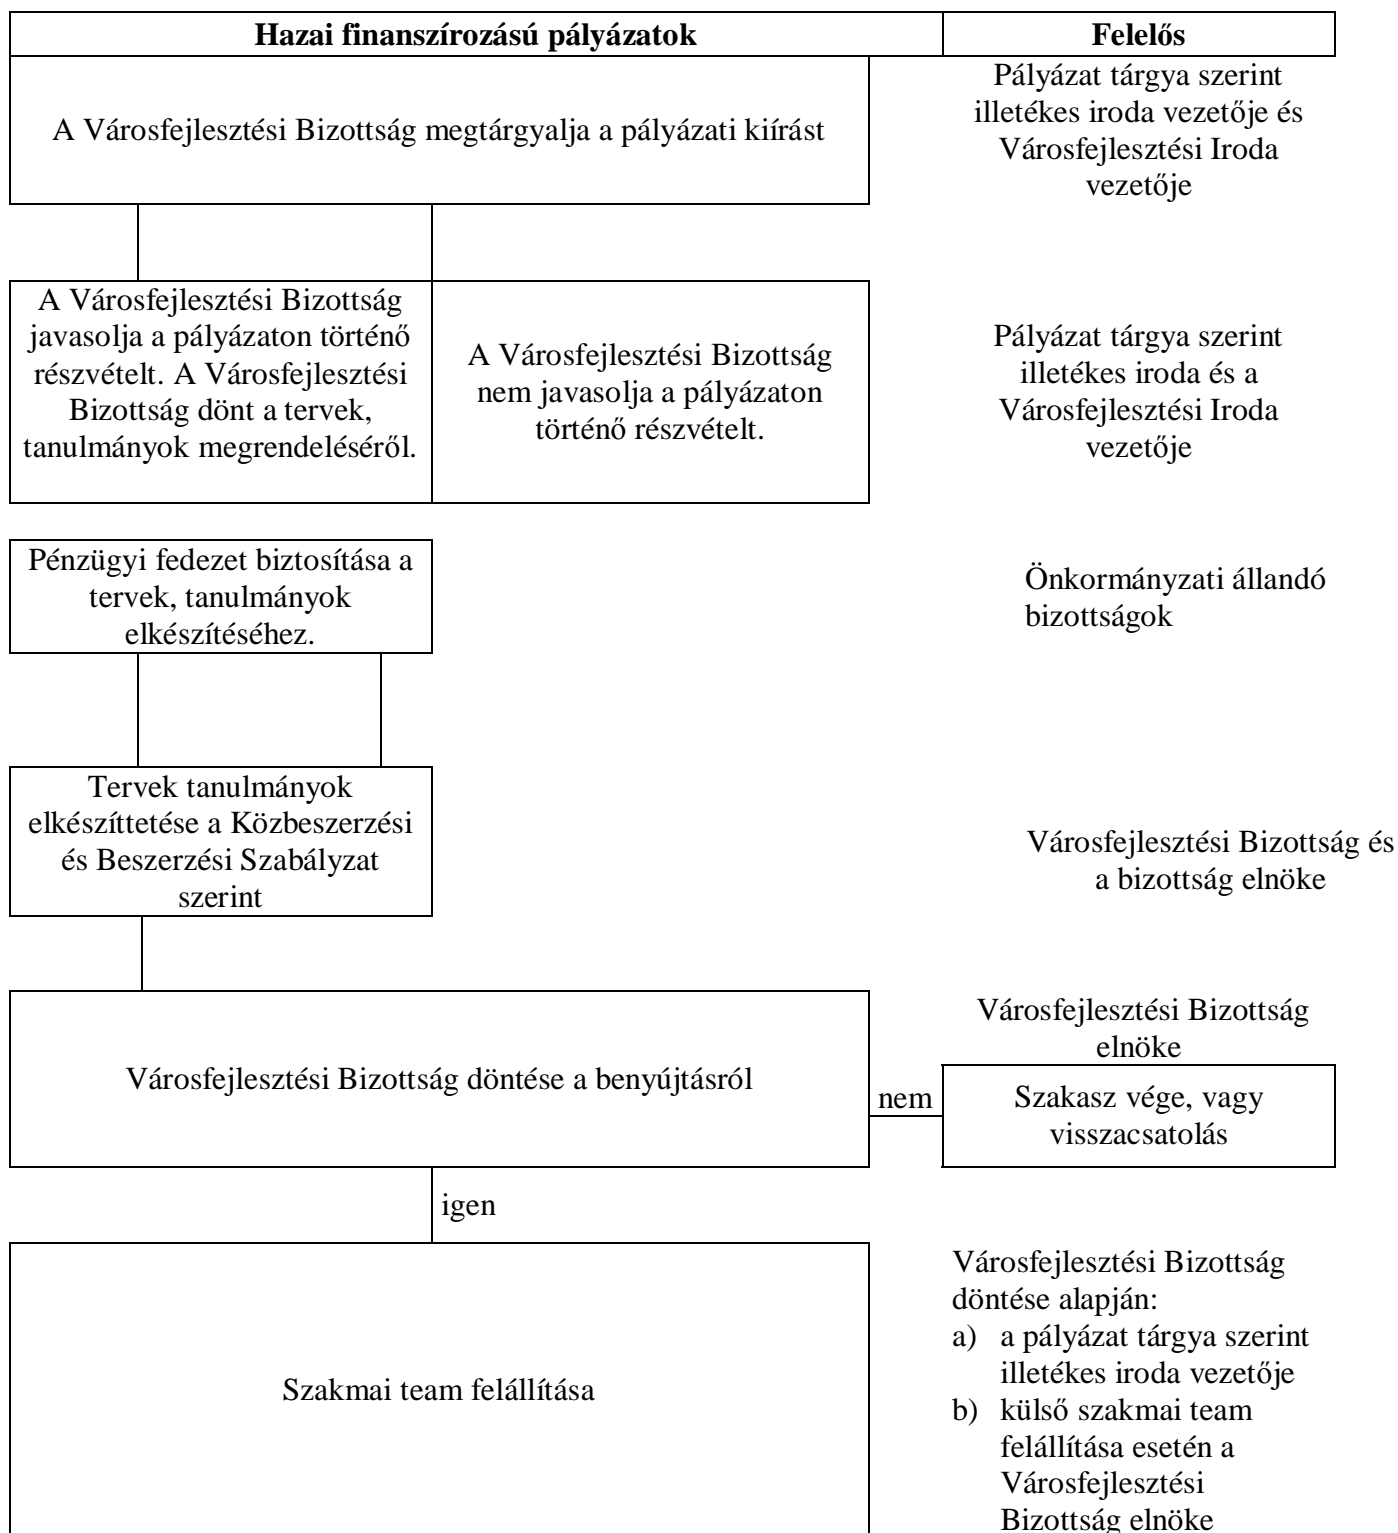 Hazai finanszírozású pályázatok
Felelős
A Városfejlesztési Bizottság megtárgyalja a pályázati kiírást
Pályázat tárgya szerint
illetékes iroda vezetője és
Városfejlesztési Iroda
vezetője
A Városfejlesztési Bizottság
javasolja a pályázaton történő
részvételt. A Városfejlesztési
Bizottság dönt a tervek,
tanulmányok megrendeléséről.
A Városfejlesztési Bizottság
nem javasolja a pályázaton
történő részvételt.
Pályázat tárgya szerint
illetékes iroda és a
Városfejlesztési Iroda
vezetője
Pénzügyi fedezet biztosítása a
tervek, tanulmányok
elkészítéséhez.
Önkormányzati állandó
bizottságok
Tervek tanulmányok
elkészíttetése a Közbeszerzési
és Beszerzési Szabályzat
szerint
Városfejlesztési Bizottság és
a bizottság elnöke
Városfejlesztési Bizottság döntése a benyújtásról
Városfejlesztési Bizottság
elnöke
nem
Szakasz vége, vagy
visszacsatolás
igen
Szakmai team felállítása
Városfejlesztési Bizottság
döntése alapján:
a) a pályázat tárgya szerint
illetékes iroda vezetője
b) külső szakmai team
felállítása esetén a
Városfejlesztési
Bizottság elnöke